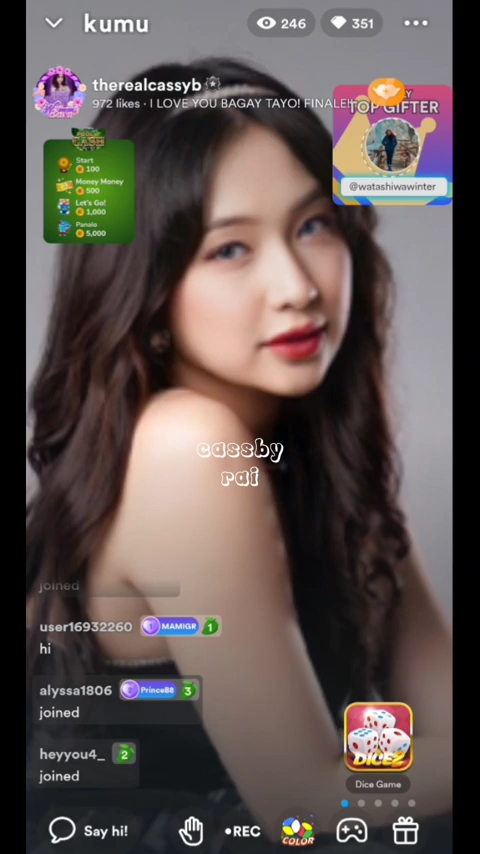 kumu
246
351
therealcassyb
972 likes · I LOVE YOU BAGAY TAYO! FINALE!!
TOP GIFTER
@watashiwawinter
CASH
Start
100
Money Money
500
Let's Go!
1,000
Panalo
5,000
cassby
rai
joined
user16932260 MAMIGR 1
hi
alyssa1806 Prince88 3
joined
heyyou4_ 2
joined
DICEZ
Dice Game
Say hi!
•REC
COLOR